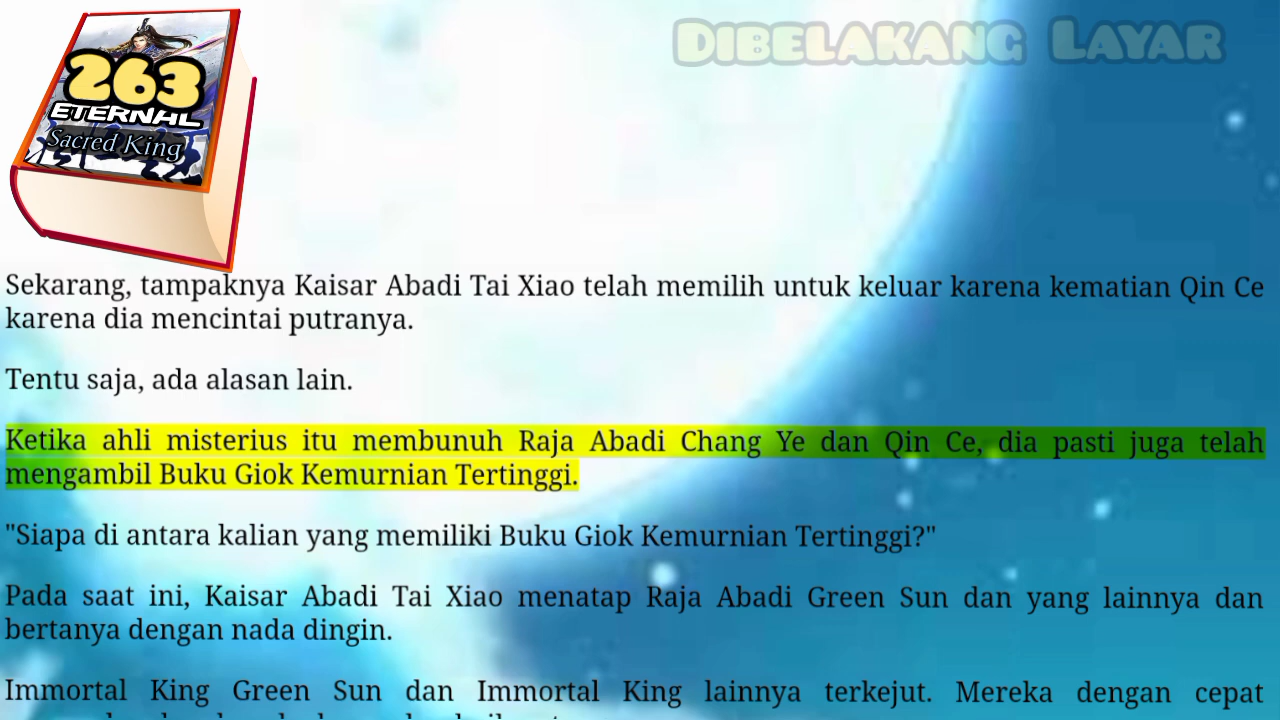 DIBELAKANG LAYAR
263
ETERNAL
Sacred King
Sekarang, tampaknya Kaisar Abadi Tai Xiao telah memilih untuk keluar karena kematian Qin Ce
karena dia mencintai putranya.
Tentu saja, ada alasan lain.
Ketika ahli misterius itu membunuh Raja Abadi Chang Ye dan Qin Ce, dia pasti juga telah
mengambil Buku Giok Kemurnian Tertinggi.
"Siapa di antara kalian yang memiliki Buku Giok Kemurnian Tertinggi?"
Pada saat ini, Kaisar Abadi Tai Xiao menatap Raja Abadi Green Sun dan yang lainnya dan
bertanya dengan nada dingin.
Immortal King Green Sun dan Immortal King lainnya terkejut. Mereka dengan cepat